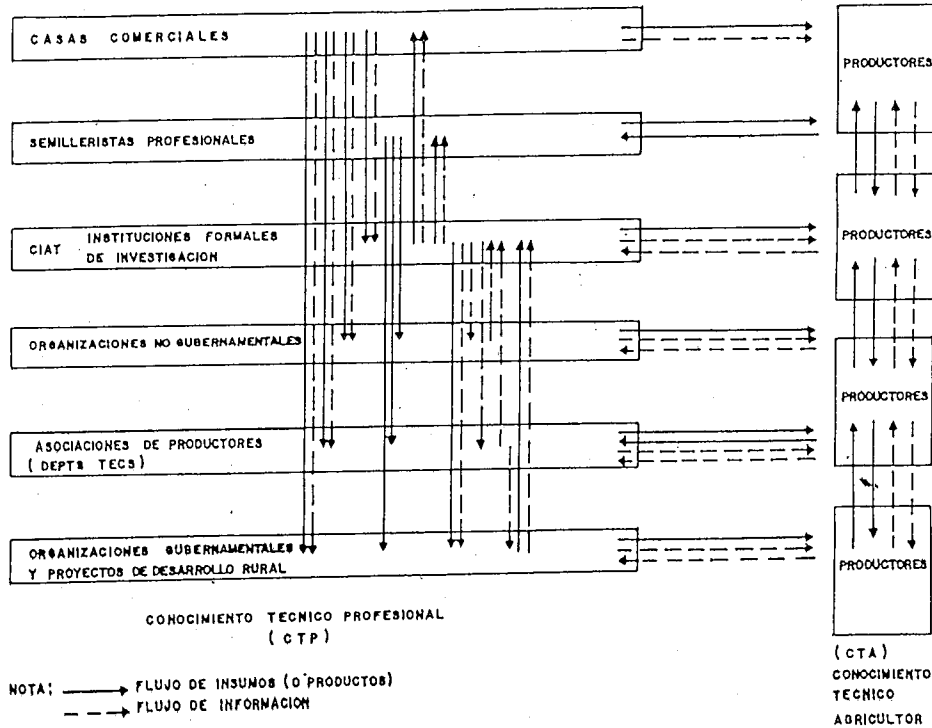 CASAS COMERCIALES
PRODUCTORES
SEMILLERISTAS PROFESIONALES
CIAT INSTITUCIONES FORMALES
DE INVESTIGACION
PRODUCTORES
ORGANIZACIONES NO GUBERNAMENTALES
PRODUCTORES
ASOCIACIONES DE PRODUCTORES
( DEPTS TECS )
ORGANIZACIONES GUBERNAMENTALES
Y PROYECTOS DE DESARROLLO RURAL
PRODUCTORES
CONOCIMIENTO TECNICO PROFESIONAL
( CTP )
( CTA )
CONOCIMIENTO
TECNICO
AGRICULTOR
NOTA: FLUJO DE INSUMOS (O PRODUCTOS)
FLUJO DE INFORMACION